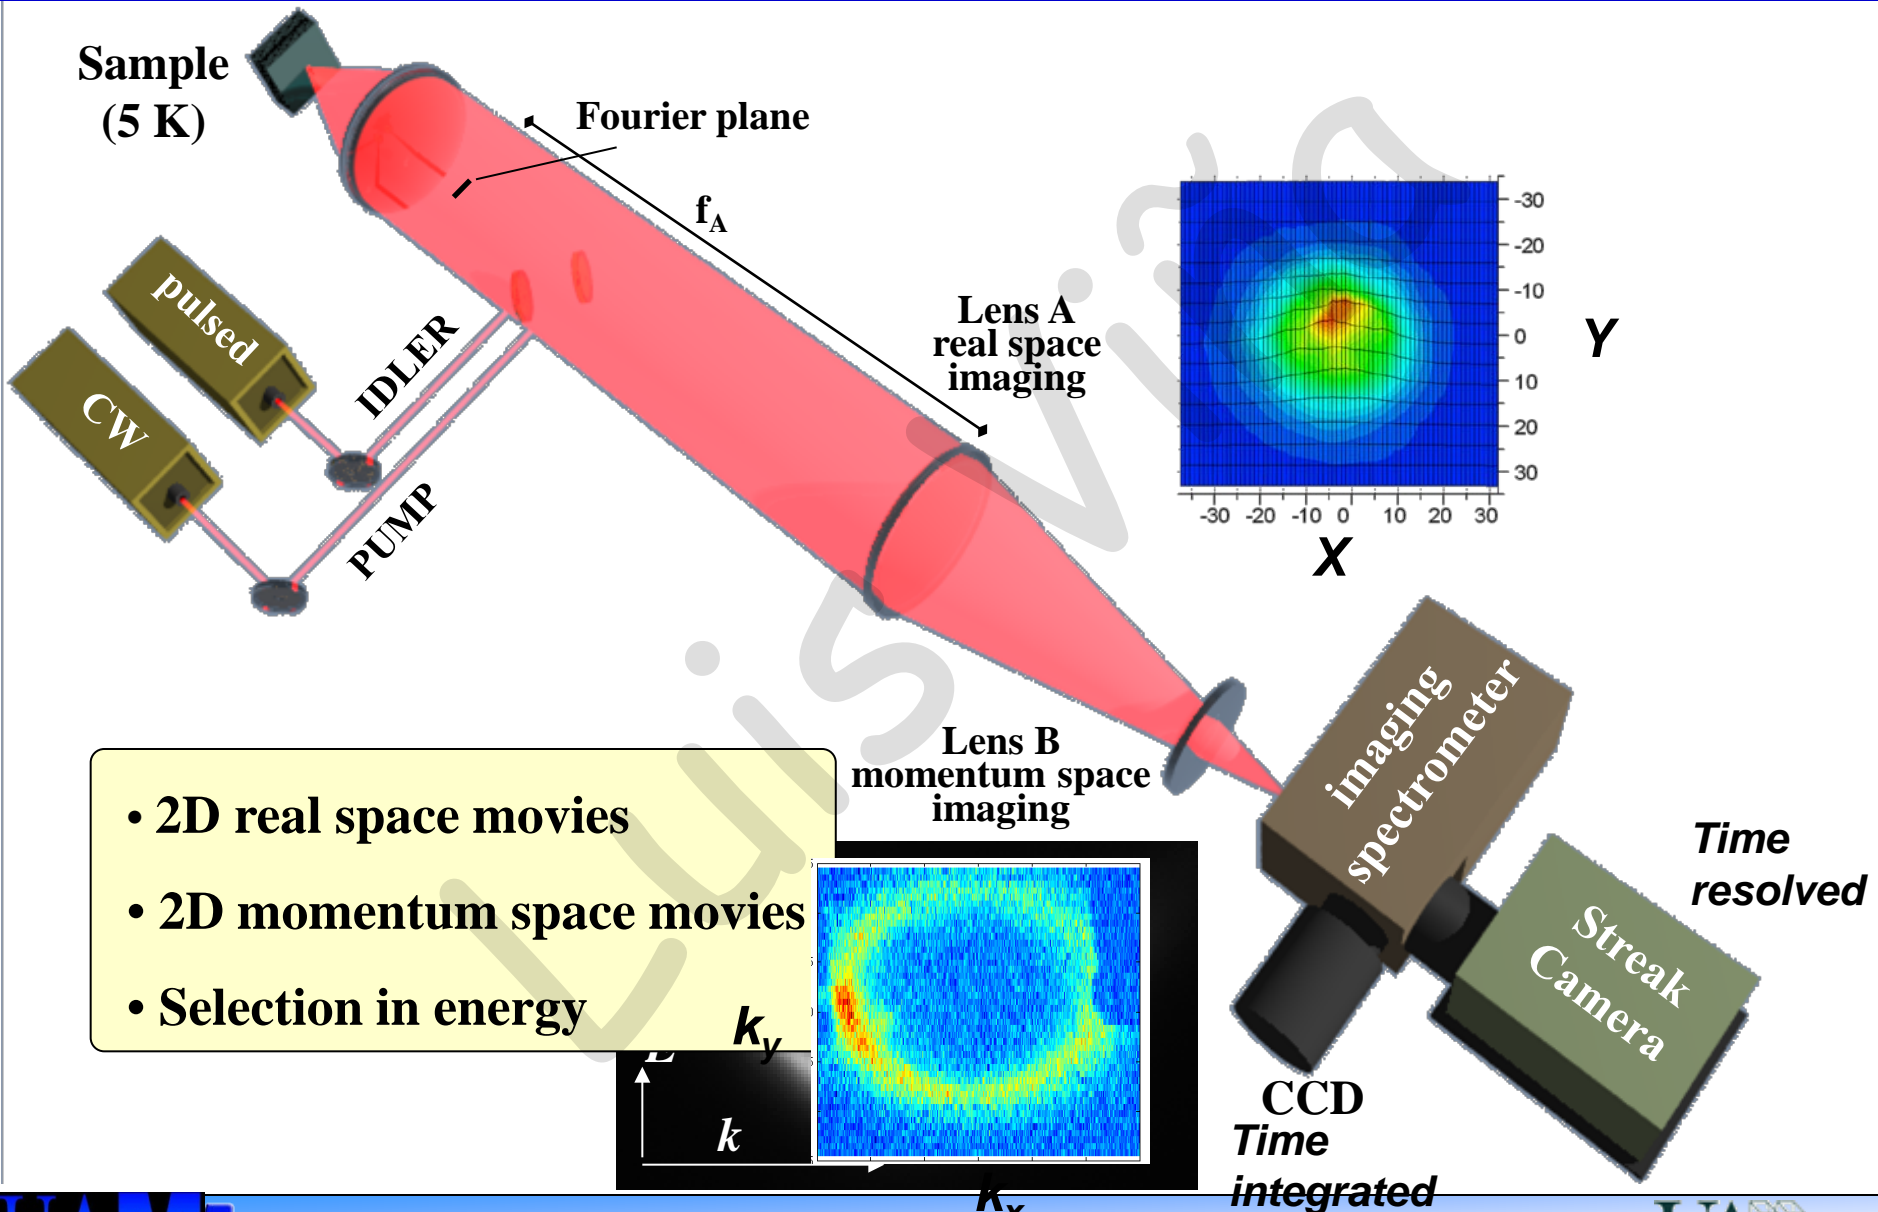 Sample
(5 K)
Fourier plane
fA
pulsed
CW
IDLER
PUMP
Lens A
real space
imaging
-30
-20
-10
0
10
20
30
Y
-30 -20 -10 0 10 20 30
X
Luis Viña
Lens B
momentum space
imaging
imaging
spectrometer
Streak
Camera
Time
resolved
CCD
Time
integrated
• 2D real space movies
• 2D momentum space movies
• Selection in energy
ky
k
kx